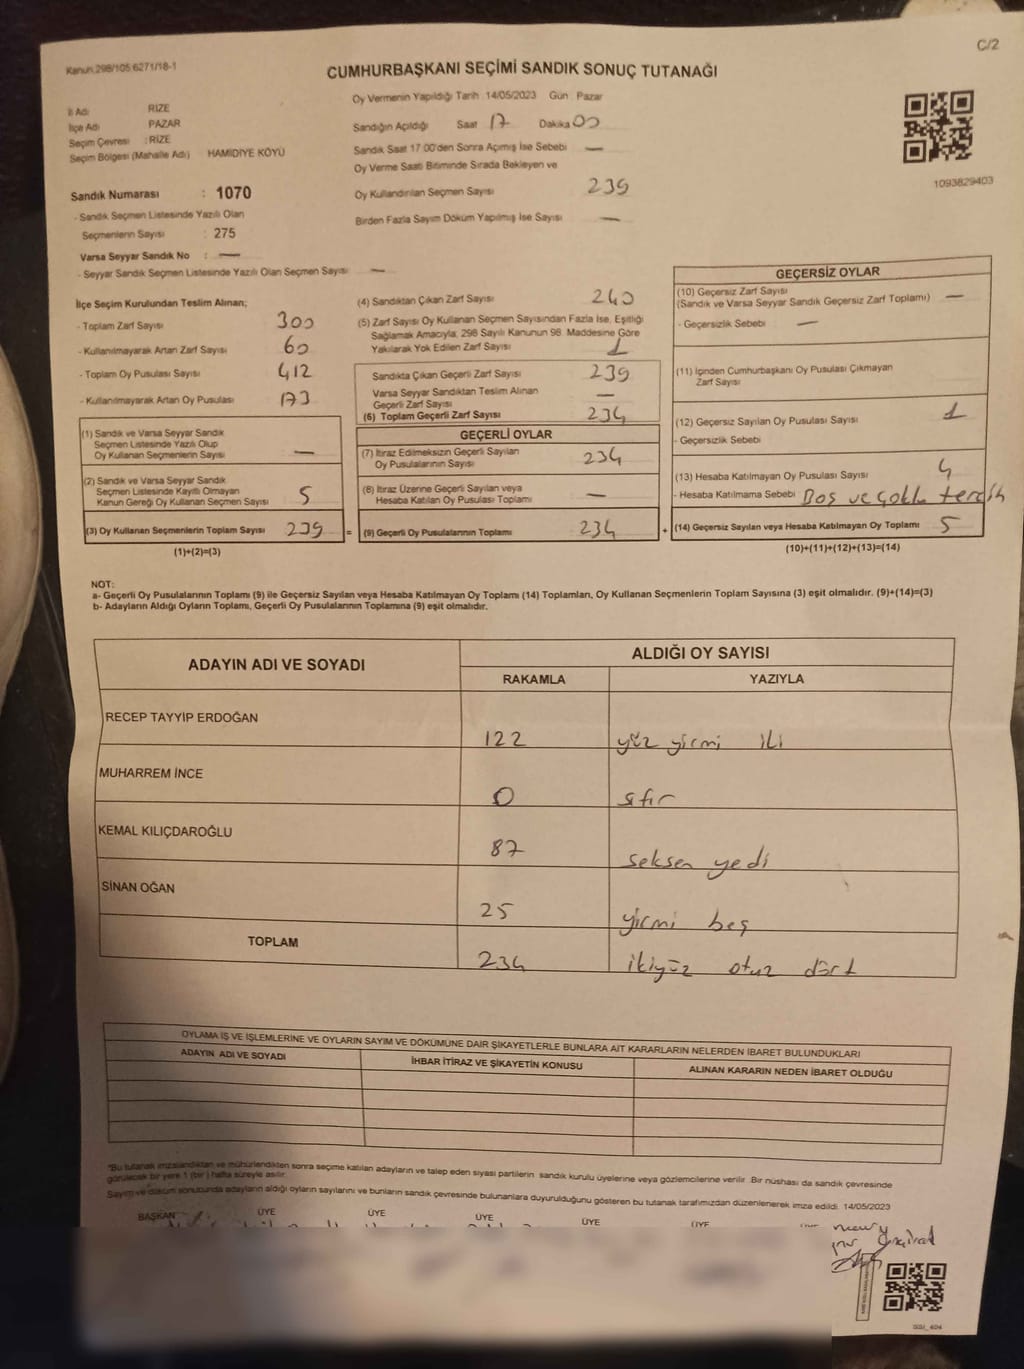 C/2
Kanun:298/105.6271/18-1
CUMHURBAŞKANI SEÇİMİ SANDIK SONUÇ TUTANAĞI
İl Adı RİZE
İlçe Adı PAZAR
Seçim Çevresi : RİZE
Seçim Bölgesi (Mahalle Adı) HAMİDİYE KÖYÜ
Oy Vermenin Yapıldığı Tarih :14/05/2023 Gün : Pazar
Sandığın Açıldığı Saat 17 Dakika 00
Sandık Saat 17:00'den Sonra Açımış İse Sebebi —
Oy Verme Saati Bitiminde Sırada Bekleyen ve
Oy Kullandırılan Seçmen Sayısı 239
Birden Fazla Sayım Döküm Yapılmış İse Sayısı —
1093829403
Sandık Numarası : 1070
- Sandık Seçmen Listesinde Yazılı Olan
Seçmenlerin Sayısı : 275
Varsa Seyyar Sandık No : —
- Seyyar Sandık Seçmen Listesinde Yazılı Olan Seçmen Sayısı —
İlçe Seçim Kurulundan Teslim Alınan;
- Toplam Zarf Sayısı 300
- Kullanılmayarak Artan Zarf Sayısı 60
- Toplam Oy Pusulası Sayısı 412
- Kullanılmayarak Artan Oy Pusulası 173
(1) Sandık ve Varsa Seyyar Sandık
Seçmen Listesinde Yazılı Olup
Oy Kullanan Seçmenlerin Sayısı —
(2) Sandık ve Varsa Seyyar Sandık
Seçmen Listesinde Kayıtlı Olmayan
Kanun Gereği Oy Kullanan Seçmen Sayısı 5
(3) Oy Kullanan Seçmenlerin Toplam Sayısı 239 =
(1)+(2)=(3)
(4) Sandıktan Çıkan Zarf Sayısı 240
(5) Zarf Sayısı Oy Kullanan Seçmen Sayısından Fazla İse, Eşitliği
Sağlamak Amacıyla; 298 Sayılı Kanunun 98. Maddesine Göre
Yakılarak Yok Edilen Zarf Sayısı 1
Sandıkta Çıkan Geçerli Zarf Sayısı 239
Varsa Seyyar Sandıktan Teslim Alınan
Geçerli Zarf Sayısı —
(6) Toplam Geçerli Zarf Sayısı 234
GEÇERLİ OYLAR
(7) İtiraz Edilmeksizin Geçerli Sayılan
Oy Pusulalarının Sayısı 234
(8) İtiraz Üzerine Geçerli Sayılan veya
Hesaba Katılan Oy Pusulası Toplamı —
(9) Geçerli Oy Pusulalarının Toplamı 234 +
GEÇERSİZ OYLAR
(10) Geçersiz Zarf Sayısı
(Sandık ve Varsa Seyyar Sandık Geçersiz Zarf Toplamı) —
- Geçersizlik Sebebi —
(11) İçinden Cumhurbaşkanı Oy Pusulası Çıkmayan
Zarf Sayısı
(12) Geçersiz Sayılan Oy Pusulası Sayısı 1
- Geçersizlik Sebebi
(13) Hesaba Katılmayan Oy Pusulası Sayısı 4
- Hesaba Katılmama Sebebi Boş ve çoklu tercih
(14) Geçersiz Sayılan veya Hesaba Katılmayan Oy Toplamı 5
(10)+(11)+(12)+(13)=(14)
NOT:
a- Geçerli Oy Pusulalarının Toplamı (9) ile Geçersiz Sayılan veya Hesaba Katılmayan Oy Toplamı (14) Toplamları, Oy Kullanan Seçmenlerin Toplam Sayısına (3) eşit olmalıdır. (9)+(14)=(3)
b- Adayların Aldığı Oyların Toplamı, Geçerli Oy Pusulalarının Toplamına (9) eşit olmalıdır.
ADAYIN ADI VE SOYADI
ALDIĞI OY SAYISI
RAKAMLA YAZIYLA
RECEP TAYYİP ERDOĞAN 122 yüz yirmi iki
MUHARREM İNCE 0 sıfır
KEMAL KILIÇDAROĞLU 87 seksen yedi
SİNAN OĞAN 25 yirmi beş
TOPLAM 234 ikiyüz otuz dört
OYLAMA İŞ VE İŞLEMLERİNE VE OYLARIN SAYIM VE DÖKÜMÜNE DAİR ŞİKAYETLERLE BUNLARA AİT KARARLARIN NELERDEN İBARET BULUNDUKLARI
ADAYIN ADI VE SOYADI İHBAR İTİRAZ VE ŞİKAYETİN KONUSU ALINAN KARARIN NEDEN İBARET OLDUĞU
"Bu tutanak imzalandıktan ve mühürlendikten sonra seçime katılan adayların ve talep eden siyasi partilerin sandık kurulu üyelerine veya gözlemcilerine verilir. Bir nüshası da sandık çevresinde
görülecek bir yere 1 (bir) hafta süreyle asılır.
Sayım ve döküm sonucunda adayların aldığı oyların sayılarını ve bunların sandık çevresinde bulunanlara duyurulduğunu gösteren bu tutanak tarafımızdan düzenlenerek imza edildi. 14/05/2023
BAŞKAN ÜYE ÜYE ÜYE ÜYE ÜYE